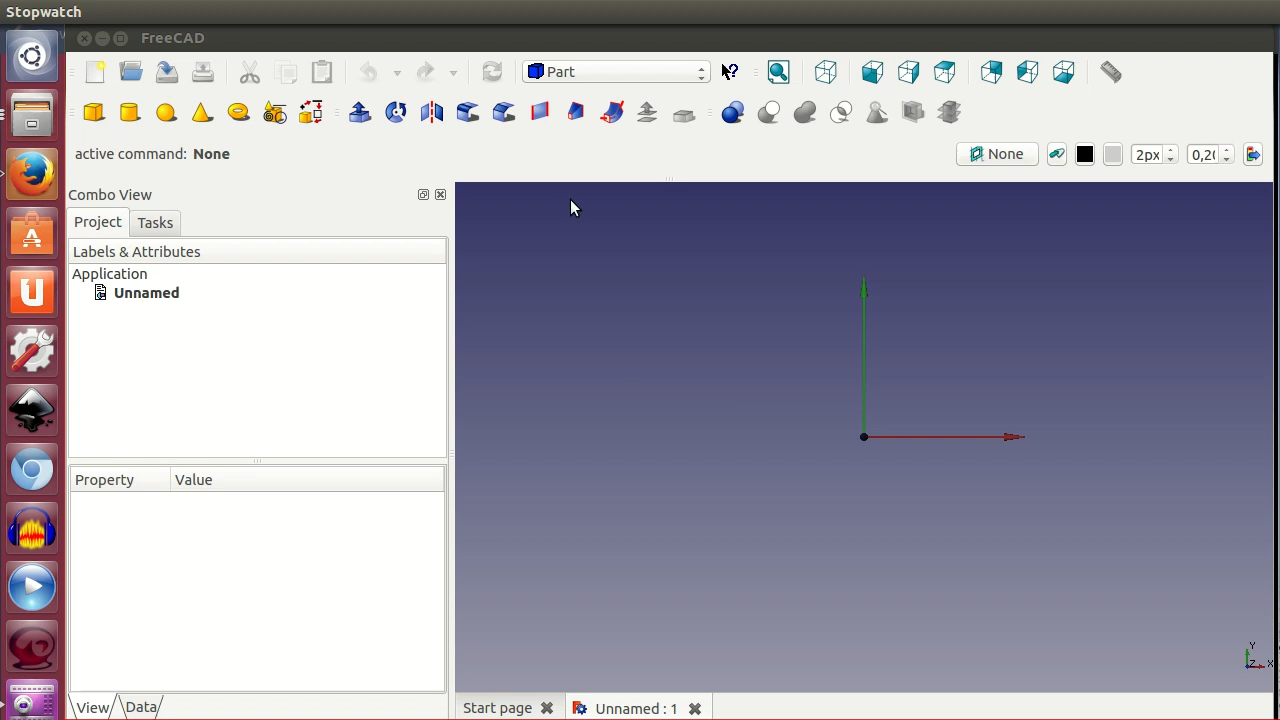 Stopwatch
FreeCAD
Part
active command: None
None
2px
0,20
Combo View
Project
Tasks
Labels & Attributes
Application
Unnamed
Property
Value
View
Data
Start page
Unnamed : 1
Y
Z
X